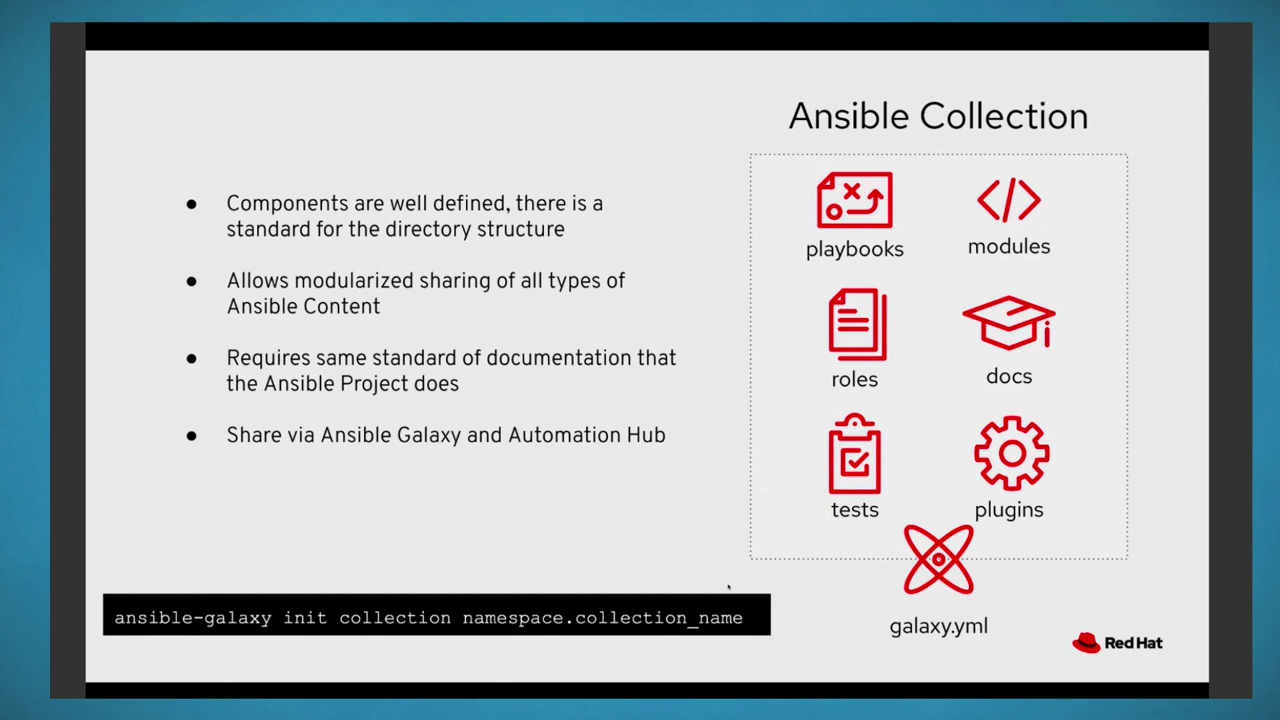 Ansible Collection
● Components are well defined, there is a
standard for the directory structure
● Allows modularized sharing of all types of
Ansible Content
● Requires same standard of documentation that
the Ansible Project does
● Share via Ansible Galaxy and Automation Hub
playbooks
modules
roles
docs
tests
plugins
galaxy.yml
ansible-galaxy init collection namespace.collection_name
Red Hat